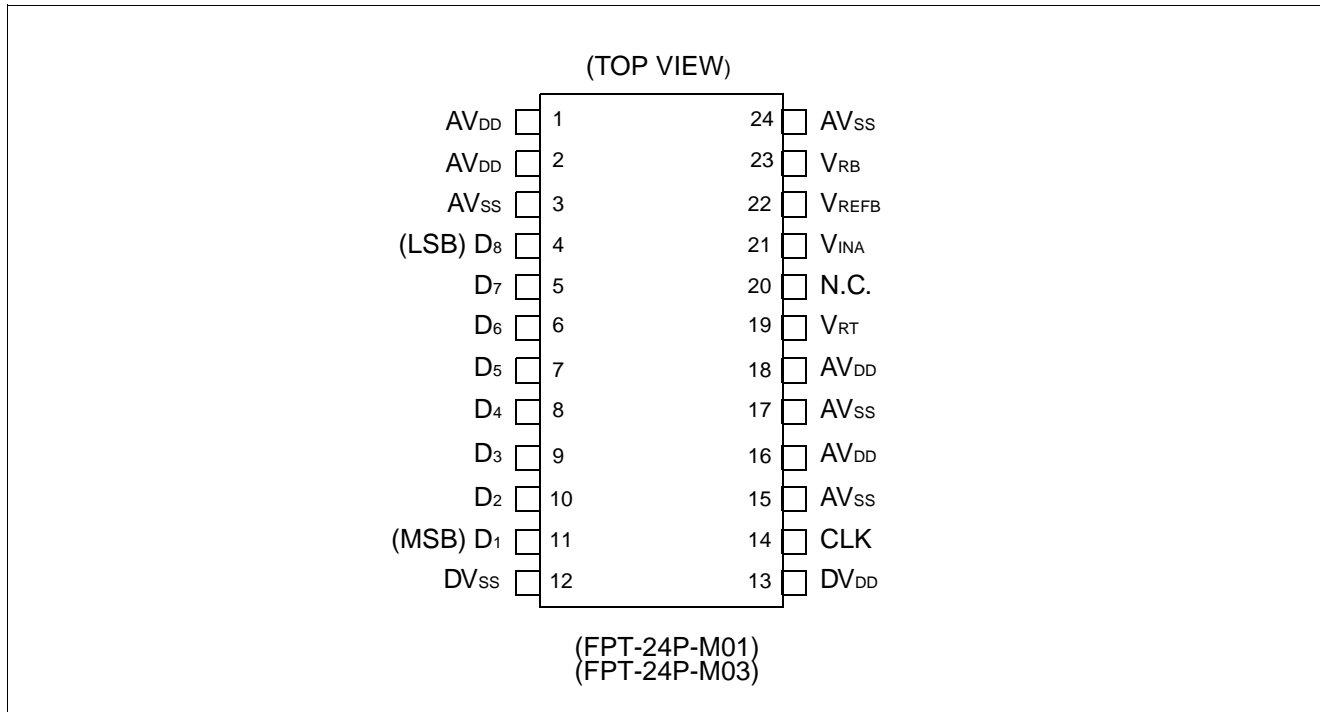 (TOP VIEW)
AVDD 1 24 AVSS
AVDD 2 23 VRB
AVSS 3 22 VREFB
(LSB) D8 4 21 VINA
D7 5 20 N.C.
D6 6 19 VRT
D5 7 18 AVDD
D4 8 17 AVSS
D3 9 16 AVDD
D2 10 15 AVSS
(MSB) D1 11 14 CLK
DVSS 12 13 DVDD
(FPT-24P-M01)
(FPT-24P-M03)